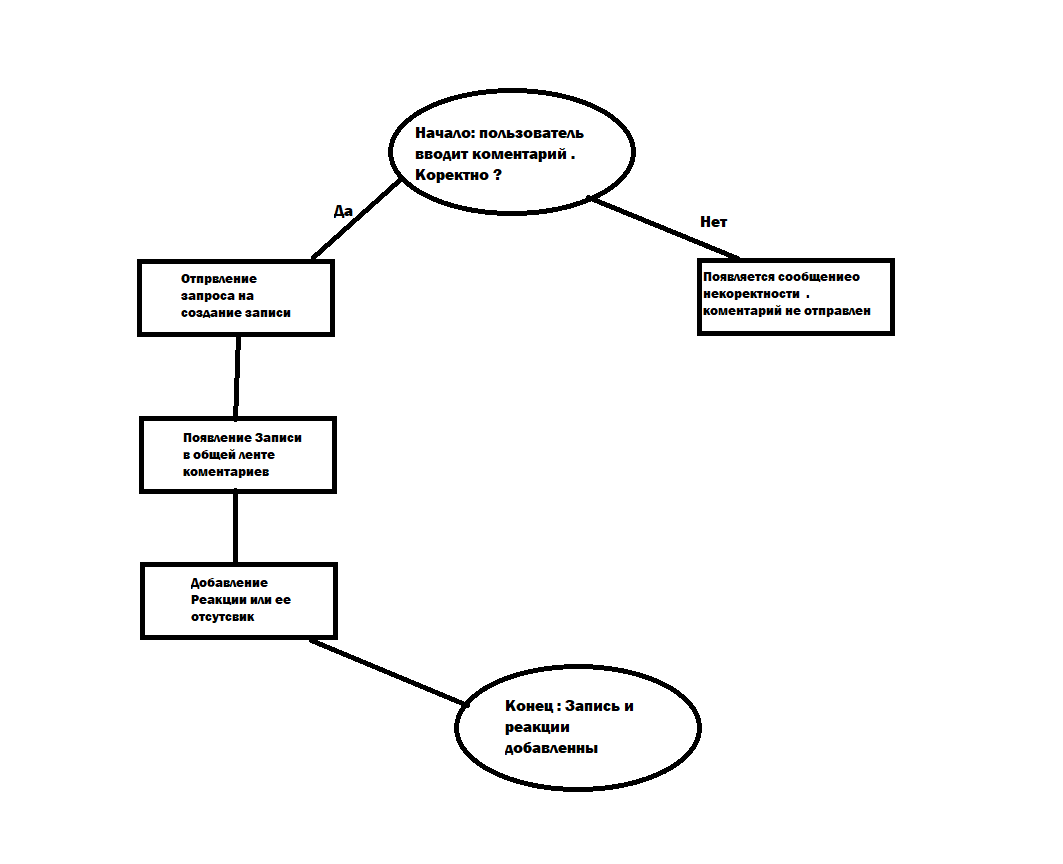 Начало: пользователь
вводит коментарий .
Коректно ?
Да
Нет
Отпрвление
запроса на
создание записи
Появляется сообщениео
некоректности .
коментарий не отправлен
Появление Записи
в общей ленте
коментариев
Добавление
Реакции или ее
отсутсвик
Конец : Запись и
реакции
добавленны